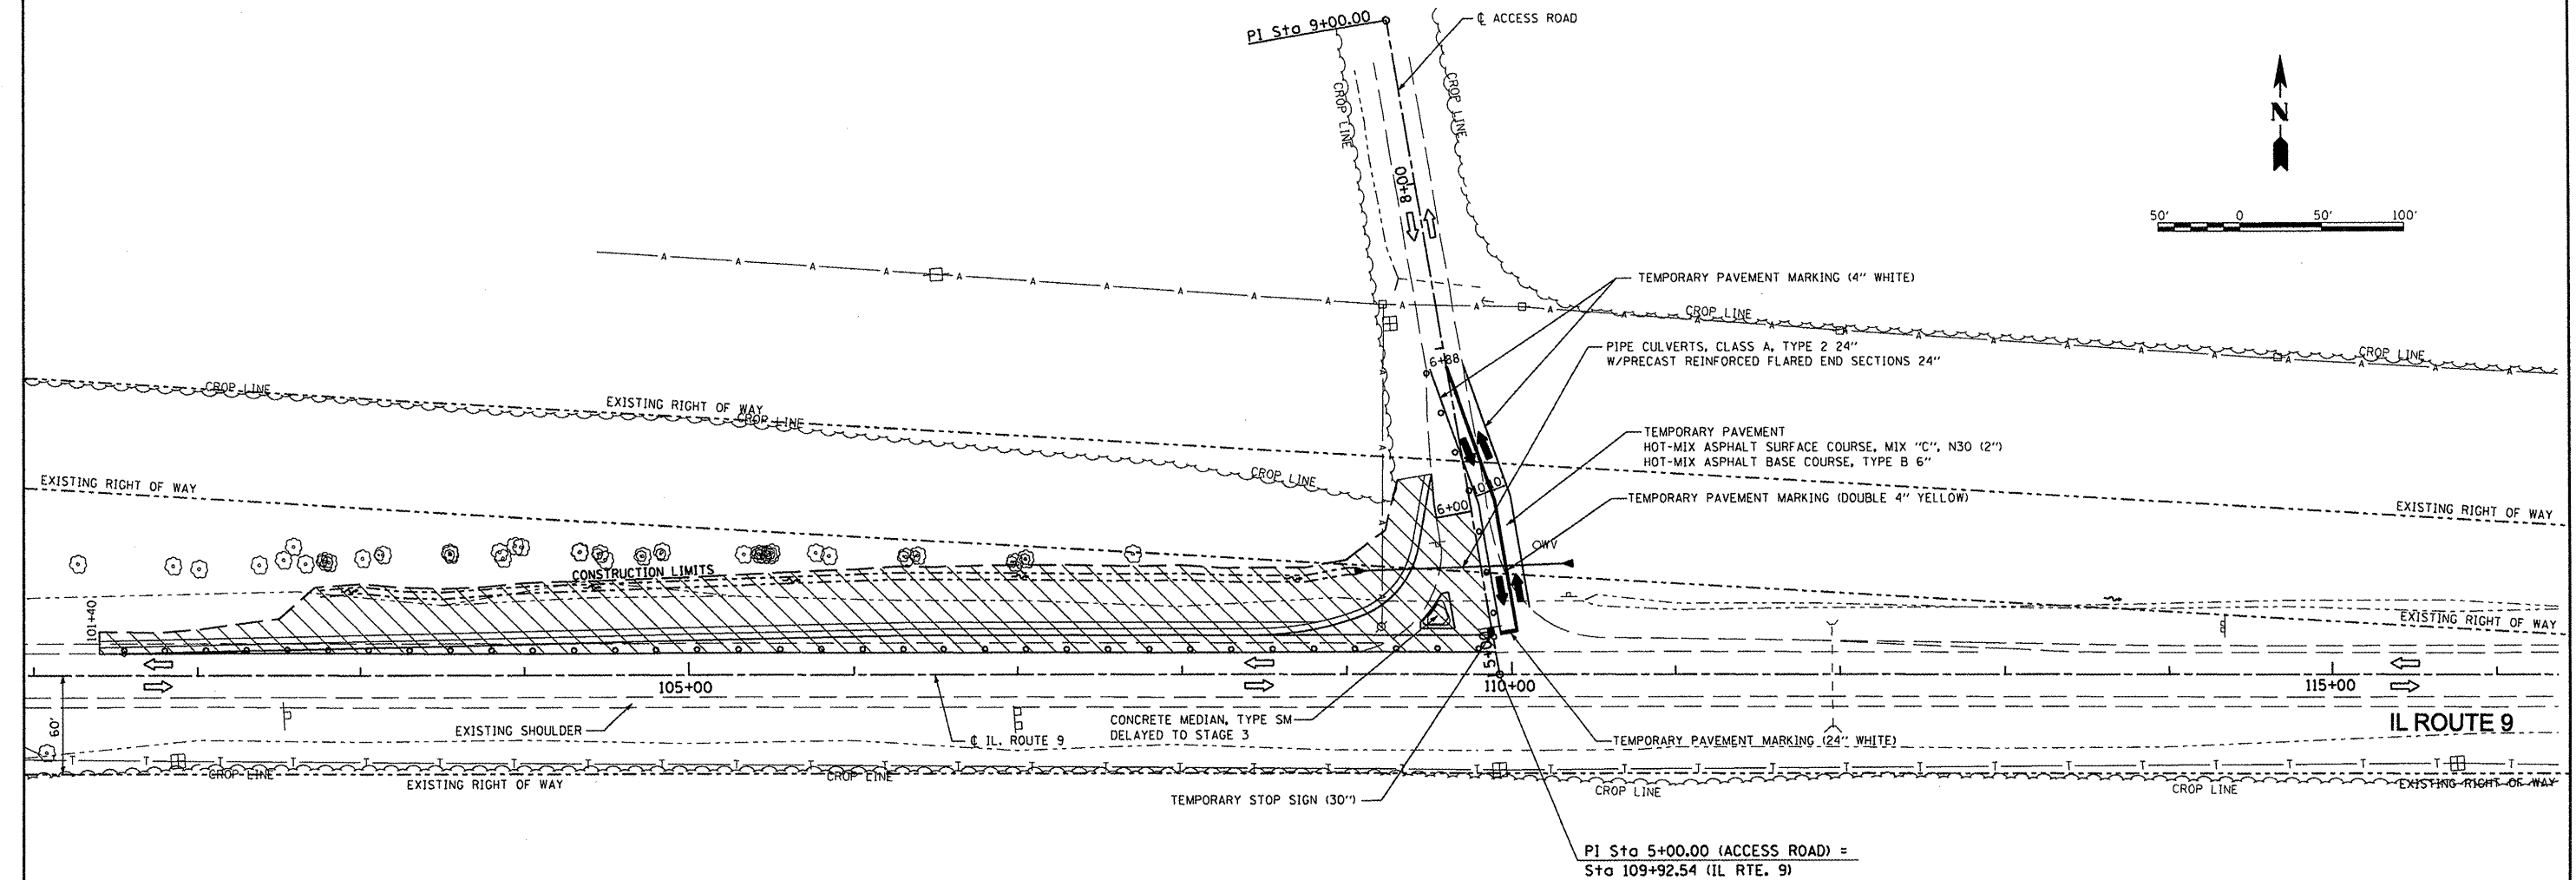 PI Sta 9+00.00
℄ ACCESS ROAD
CROP LINE
CROP LINE
N
50' 0 50' 100'
8+00
TEMPORARY PAVEMENT MARKING (4" WHITE)
CROP LINE
PIPE CULVERTS, CLASS A, TYPE 2 24"
W/PRECAST REINFORCED FLARED END SECTIONS 24"
CROP LINE
6+88
CROP LINE
EXISTING RIGHT OF WAY
CROP LINE
TEMPORARY PAVEMENT
HOT-MIX ASPHALT SURFACE COURSE, MIX "C", N30 (2")
HOT-MIX ASPHALT BASE COURSE, TYPE B 6"
CROP LINE
EXISTING RIGHT OF WAY
TEMPORARY PAVEMENT MARKING (DOUBLE 4" YELLOW)
6+00
EXISTING RIGHT OF WAY
WV
CONSTRUCTION LIMITS
101+40
EXISTING RIGHT OF WAY
5+00
105+00
110+00
115+00
60'
EXISTING SHOULDER
℄ IL. ROUTE 9
CONCRETE MEDIAN, TYPE SM
DELAYED TO STAGE 3
TEMPORARY PAVEMENT MARKING (24" WHITE)
IL ROUTE 9
CROP LINE
EXISTING RIGHT OF WAY
CROP LINE
TEMPORARY STOP SIGN (30")
CROP LINE
CROP LINE
EXISTING RIGHT OF WAY
PI Sta 5+00.00 (ACCESS ROAD) =
Sta 109+92.54 (IL RTE. 9)